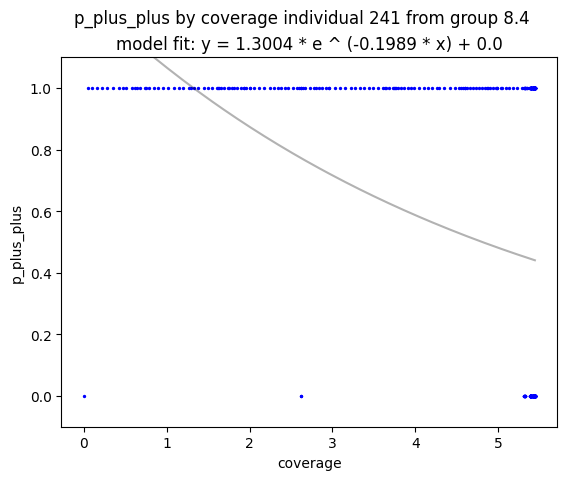 p_plus_plus by coverage individual 241 from group 8.4
model fit: y = 1.3004 * e ^ (-0.1989 * x) + 0.0
1.0
0.8
0.6
0.4
0.2
0.0
p_plus_plus
0 1 2 3 4 5
coverage